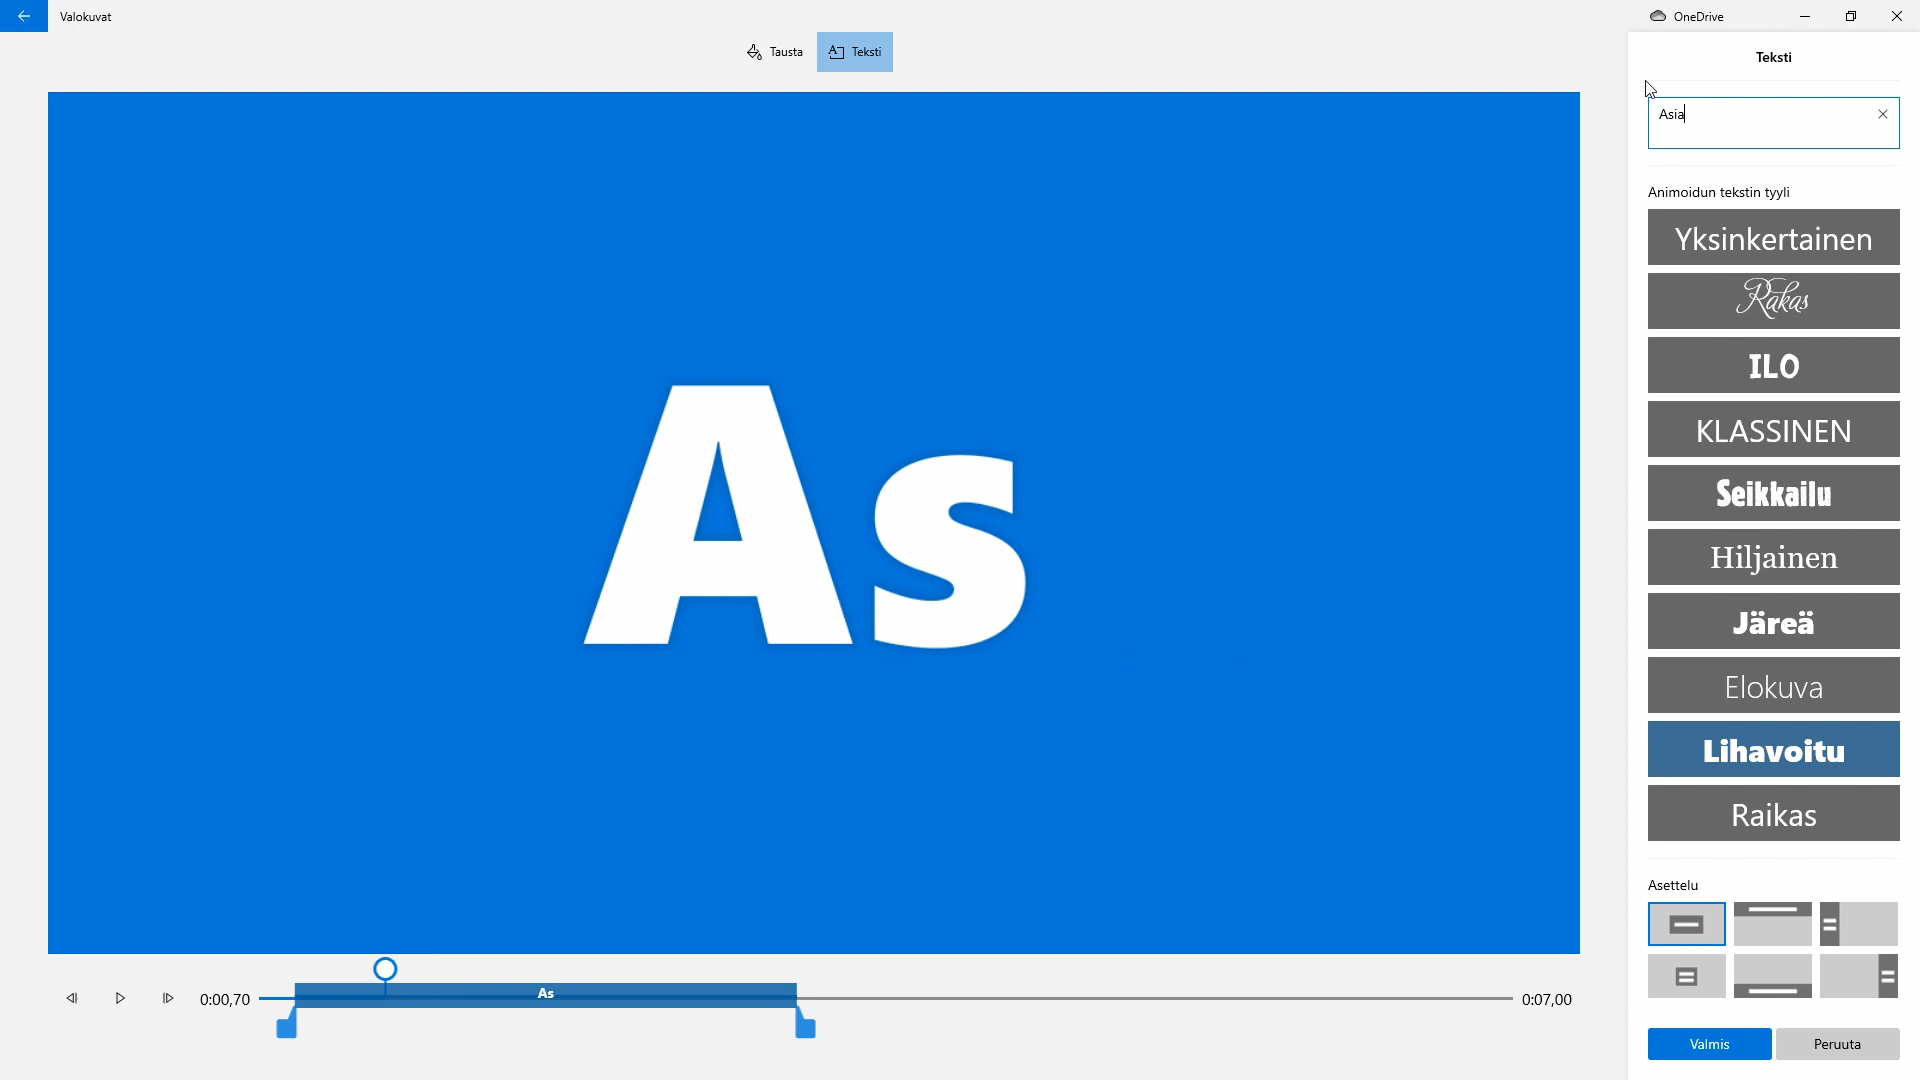 Valokuvat
OneDrive
Tausta
Teksti
Teksti
Asia
Animoidun tekstin tyyli
Yksinkertainen
Rakas
ILO
KLASSINEN
Seikkailu
Hiljainen
Järeä
Elokuva
Lihavoitu
Raikas
Asettelu
As
0:00,70
As
0:07,00
Valmis
Peruuta